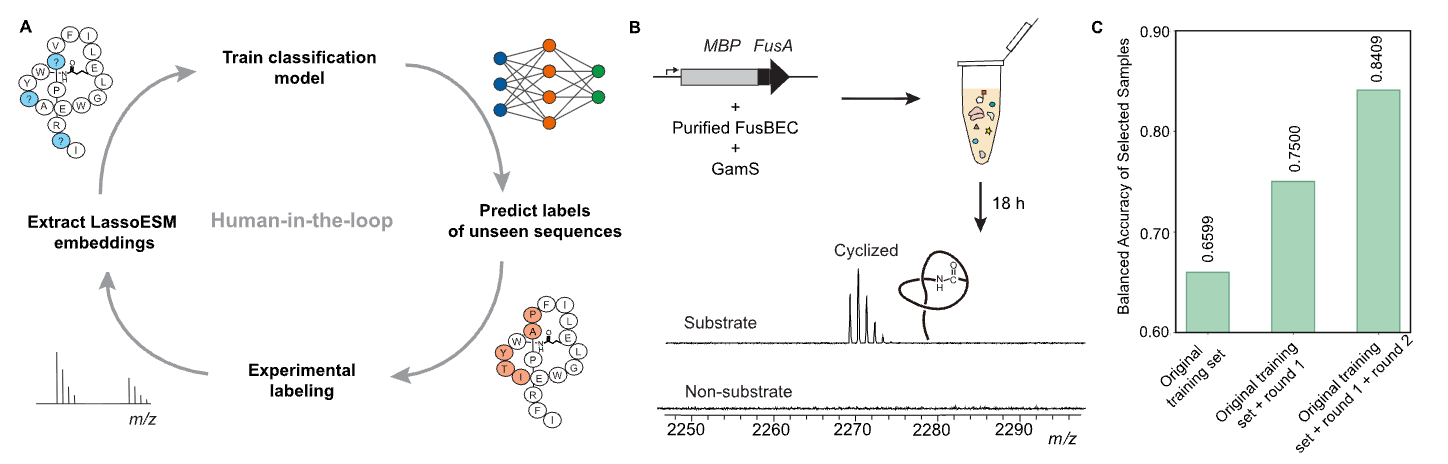 A
V F I
? L
N O E
W H L
Y P
? A E W G
R
? I
Train classification
model
Extract LassoESM
embeddings
Human-in-the-loop
Predict labels
of unseen sequences
P F I
A L
W N O E
Y H L
T I P E W G
R
F
I
Experimental
labeling
m/z
B
MBP FusA
+
Purified FusBEC
+
GamS
18 h
Cyclized
O
N C
H
Substrate
Non-substrate
2250 2260 2270 2280 2290 m/z
C
Balanced Accuracy of Selected Samples
0.90
0.80
0.70
0.60
0.6599
0.7500
0.8409
Original
training set
Original training
set + round 1
Original training
set + round 1 + round 2